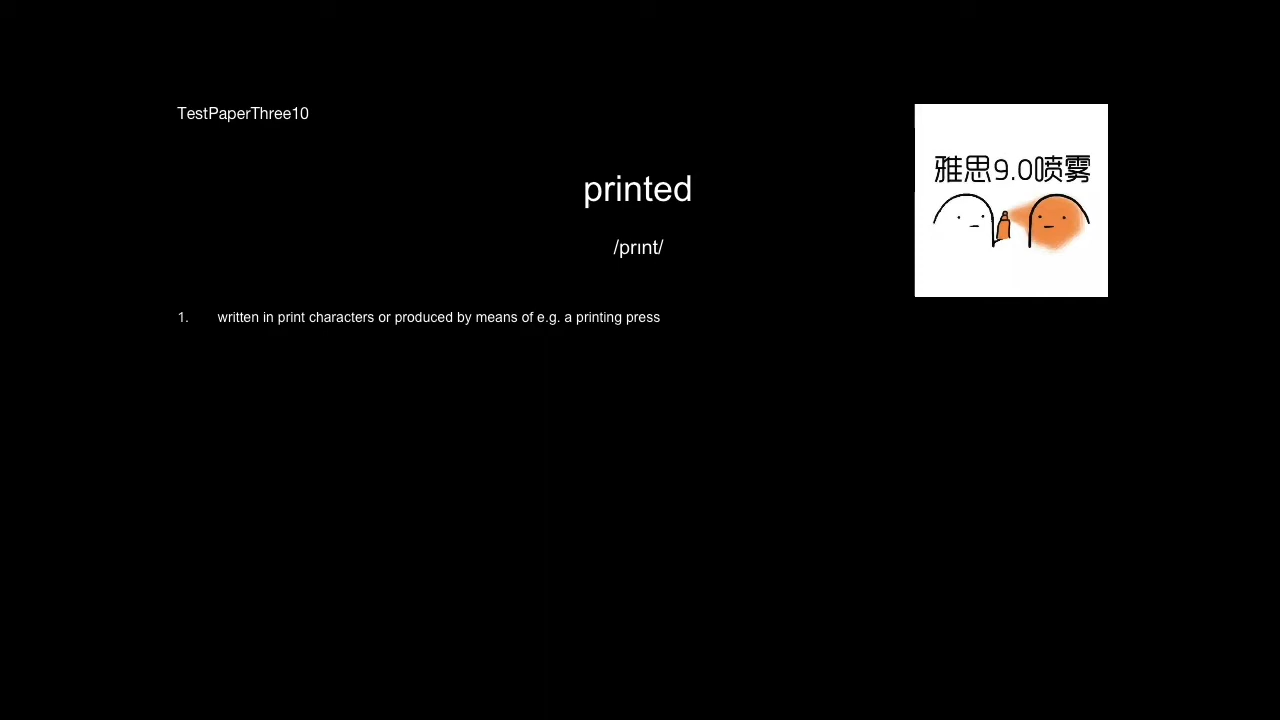 TestPaperThree10
雅思9.0喷雾
printed
/prɪnt/
1. written in print characters or produced by means of e.g. a printing press